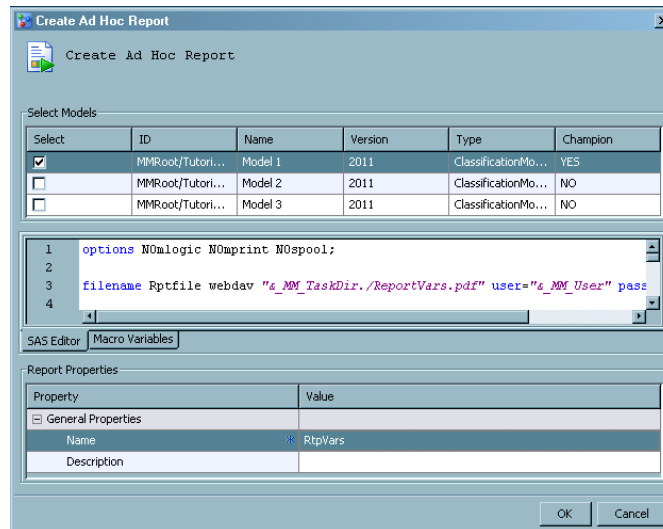 Create Ad Hoc Report
Create Ad Hoc Report
Select Models
Select ID Name Version Type Champion
MMRoot/Tutori... Model 1 2011 ClassificationMo... YES
MMRoot/Tutori... Model 2 2011 ClassificationMo... NO
MMRoot/Tutori... Model 3 2011 ClassificationMo... NO
1 options NOmlogic NOmprint NOspool;
2
3 filename Rptfile webdav "&_MM_TaskDir./ReportVars.pdf" user="&_MM_User" pass
4
SAS Editor Macro Variables
Report Properties
Property Value
General Properties
Name * RtpVars
Description
OK Cancel